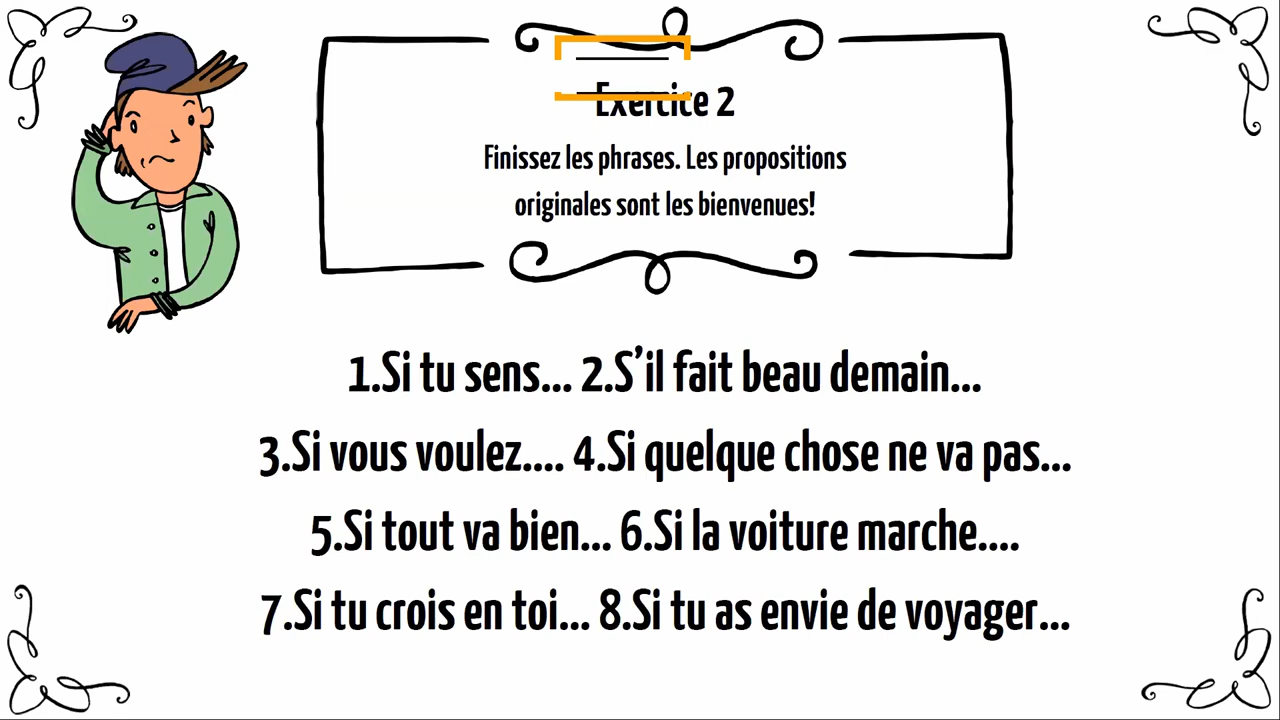 Exercice 2
Finissez les phrases. Les propositions
originales sont les bienvenues!
1.Si tu sens... 2.S’il fait beau demain...
3.Si vous voulez.... 4.Si quelque chose ne va pas...
5.Si tout va bien... 6.Si la voiture marche....
7.Si tu crois en toi... 8.Si tu as envie de voyager...